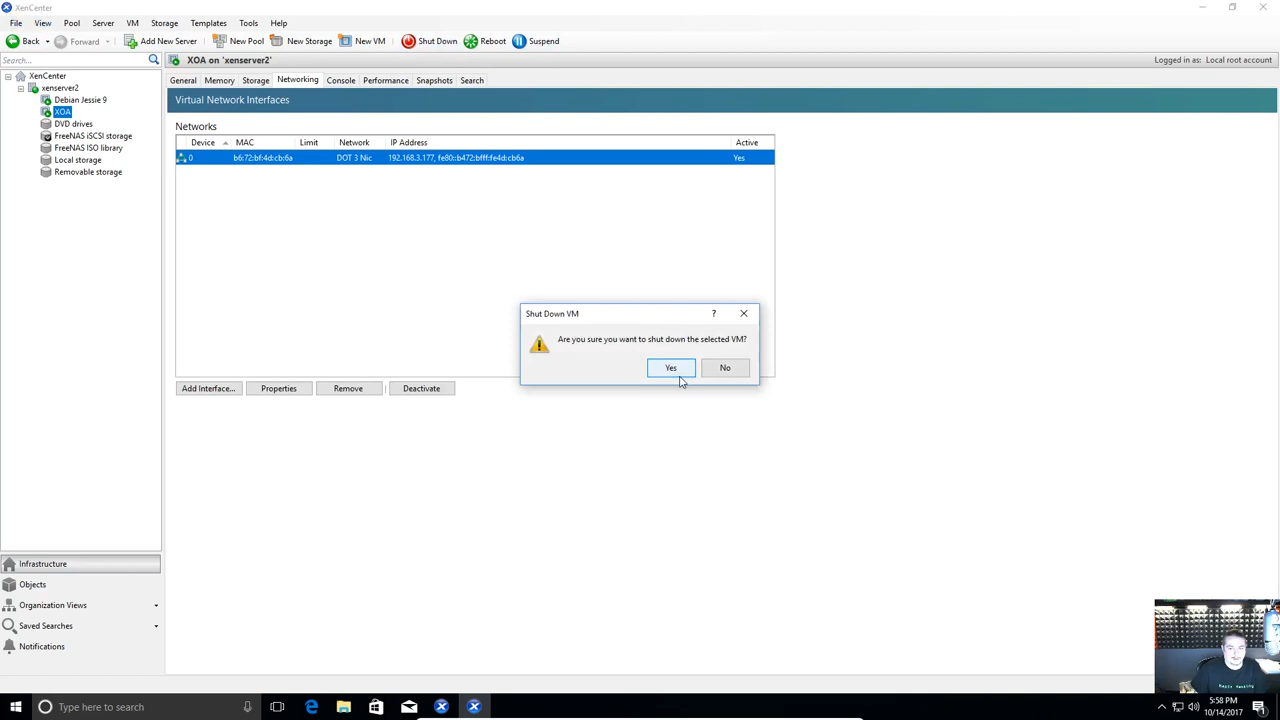 XenCenter
File View Pool Server VM Storage Templates Tools Help
Back Forward Add New Server New Pool New Storage New VM Shut Down Reboot Suspend
Search...
XOA on 'xenserver2'
Logged in as: Local root account
XenCenter
xenserver2
Debian Jessie 9
XOA
DVD drives
FreeNAS iSCSI storage
FreeNAS ISO library
Local storage
Removable storage
General Memory Storage Networking Console Performance Snapshots Search
Virtual Network Interfaces
Networks
Device MAC Limit Network IP Address Active
0 b6:72:bf:4d:cb:6a DOT 3 Nic 192.168.3.177, fe80::b472:bfff:fe4d:cb6a Yes
Shut Down VM ?
Are you sure you want to shut down the selected VM?
Yes No
Add Interface... Properties Remove Deactivate
Infrastructure
Objects
Organization Views
Saved Searches
Notifications
Type here to search
5:58 PM
10/14/2017
1